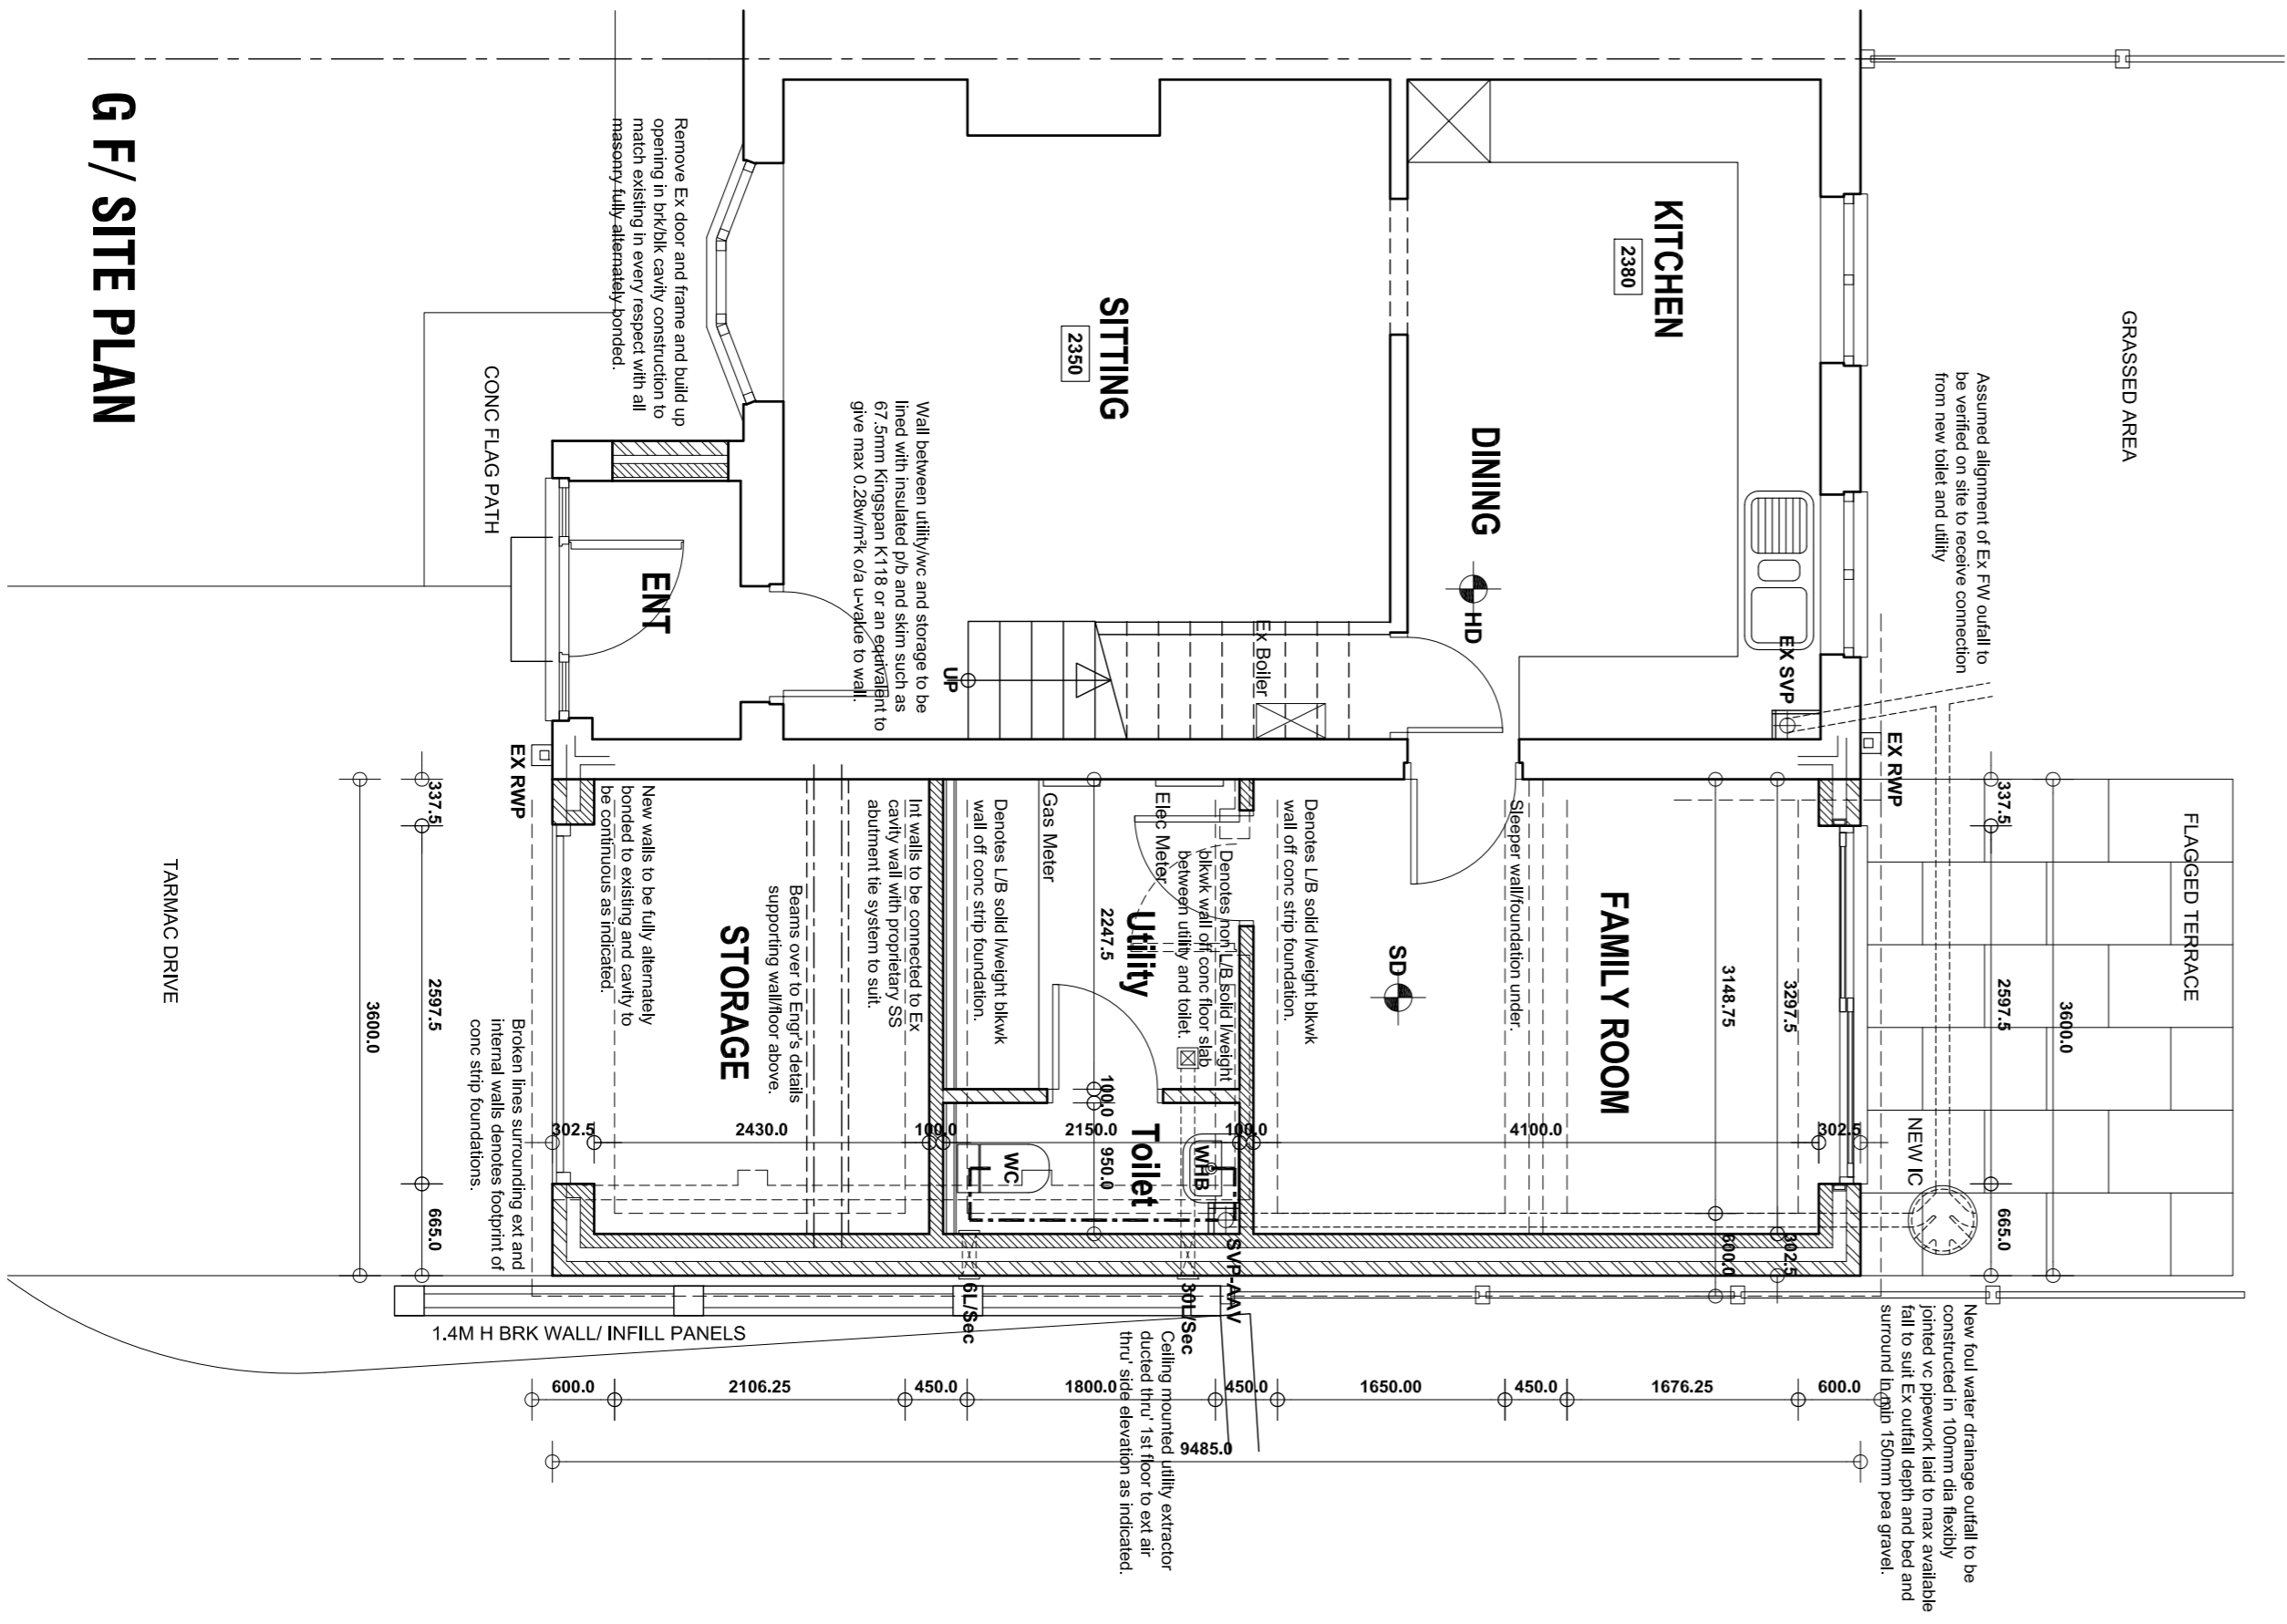 G F/ SITE PLAN
GRASSED AREA
FLAGGED TERRACE
Assumed alignment of Ex FW oufall to
be verified on site to receive connection
from new toilet and utility
KITCHEN
2380
DINING
HD
EX SVP
EX RWP
SITTING
2350
Ex Boiler
UP
Wall between utility/wc and storage to be
lined with insulated p/b and skim such as
67.5mm Kingspan K118 or an equivalent to
give max 0.28w/m²k o/a u-value to wall.
Remove Ex door and frame and build up
opening in brk/blk cavity construction to
match existing in every respect with all
masonry fully alternately bonded.
CONC FLAG PATH
ENT
EX RWP
337.5
2597.5
665.0
3600.0
NEW IC
FAMILY ROOM
3297.5
302.5
3148.75
600.0
Sleeper wall/foundation under.
SD
Denotes L/B solid l/weight blkwk
wall off conc strip foundation.
Denotes non L/B solid l/weight
blkwk wall off conc floor slab
between utility and toilet.
Elec Meter
Utility
2247.5
100.0
950.0
Gas Meter
Denotes L/B solid l/weight blkwk
wall off conc strip foundation.
Toilet
WHB
WC
SVP-AAV
30L/Sec
6L/Sec
Int walls to be connected to Ex
cavity wall with proprietary SS
abutment tie system to suit.
Beams over to Engr's details
supporting wall/floor above.
STORAGE
New walls to be fully alternately
bonded to existing and cavity to
be continuous as indicated.
Broken lines surrounding ext and
internal walls denotes footprint of
conc strip foundations.
302.5
2430.0
100.0
2150.0
100.0
4100.0
302.5
337.5
2597.5
665.0
3600.0
TARMAC DRIVE
1.4M H BRK WALL/ INFILL PANELS
600.0
2106.25
450.0
1800.0
450.0
1650.00
450.0
1676.25
600.0
9485.0
Ceiling mounted utility extractor
ducted thru' 1st floor to ext air
thru' side elevation as indicated.
New foul water drainage outfall to be
constructed in 100mm dia flexibly
jointed vc pipework laid to max available
fall to suit Ex outfall depth and bed and
surround in min 150mm pea gravel.